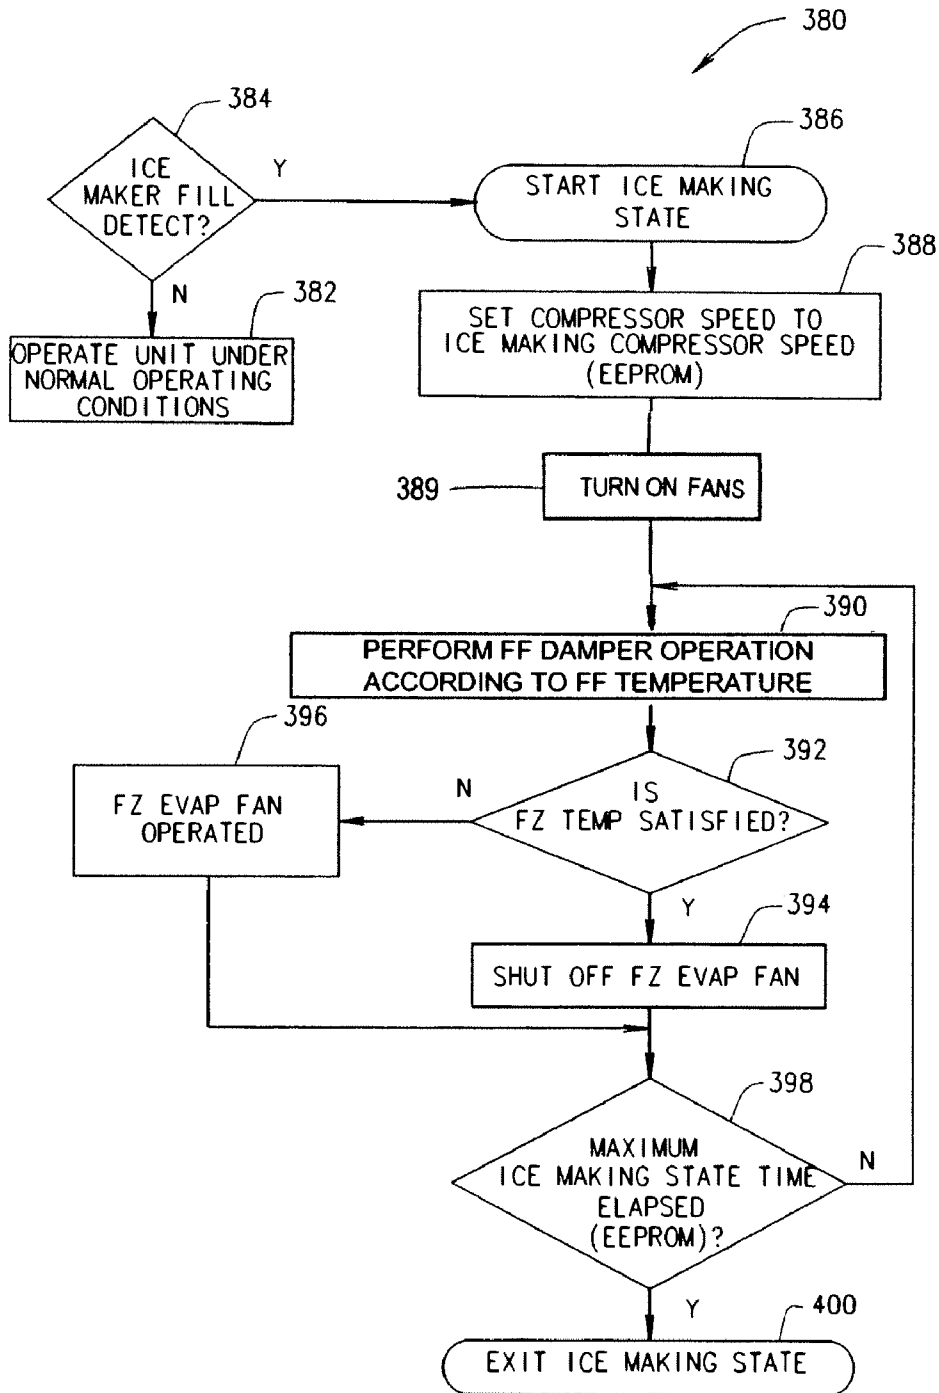 380
384
ICE
MAKER FILL
DETECT?
Y
N
386
START ICE MAKING
STATE
382
OPERATE UNIT UNDER
NORMAL OPERATING
CONDITIONS
388
SET COMPRESSOR SPEED TO
ICE MAKING COMPRESSOR SPEED
(EEPROM)
389
TURN ON FANS
390
PERFORM FF DAMPER OPERATION
ACCORDING TO FF TEMPERATURE
396
FZ EVAP FAN
OPERATED
392
N
IS
FZ TEMP SATISFIED?
Y
394
SHUT OFF FZ EVAP FAN
398
MAXIMUM
ICE MAKING STATE TIME
ELAPSED
(EEPROM)?
N
Y
400
EXIT ICE MAKING STATE